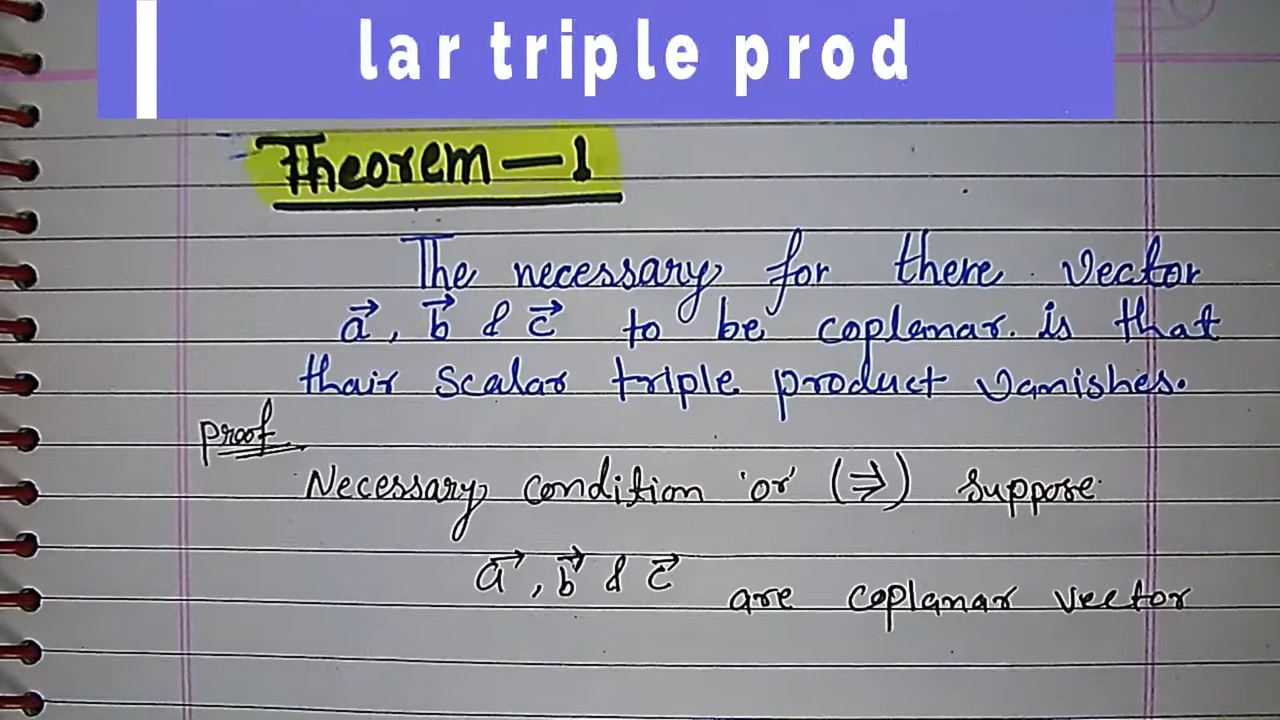 lar triple prod
Theorem — 1
The necessary for there vector
a⃗, b⃗ & c⃗ to be coplanar. is that
thair scalar triple product vanishes.
proof
Necessary condition 'or' (⇒) suppose
a⃗, b⃗ & c⃗ are coplanar vector